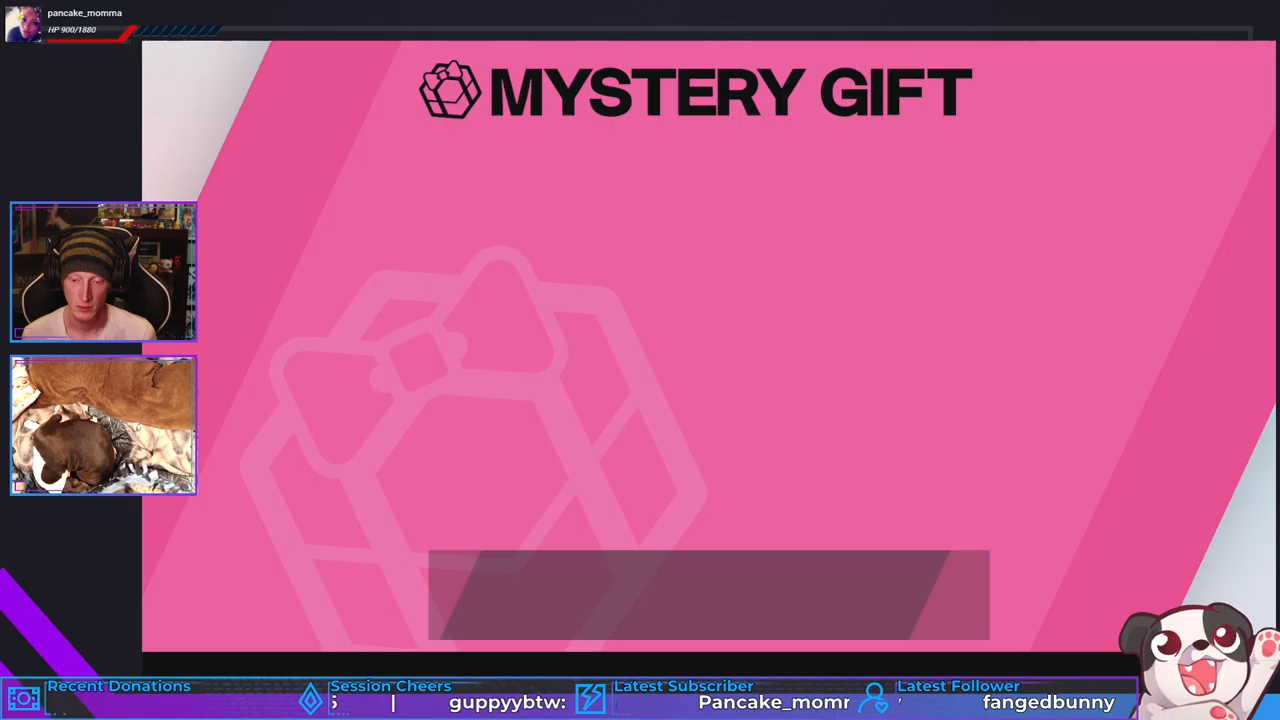 pancake_momma
HP 900/1880
MYSTERY GIFT
Recent Donations
Session Cheers
| guppyybtw:
Latest Subscriber
Pancake_momr
Latest Follower
fangedbunny